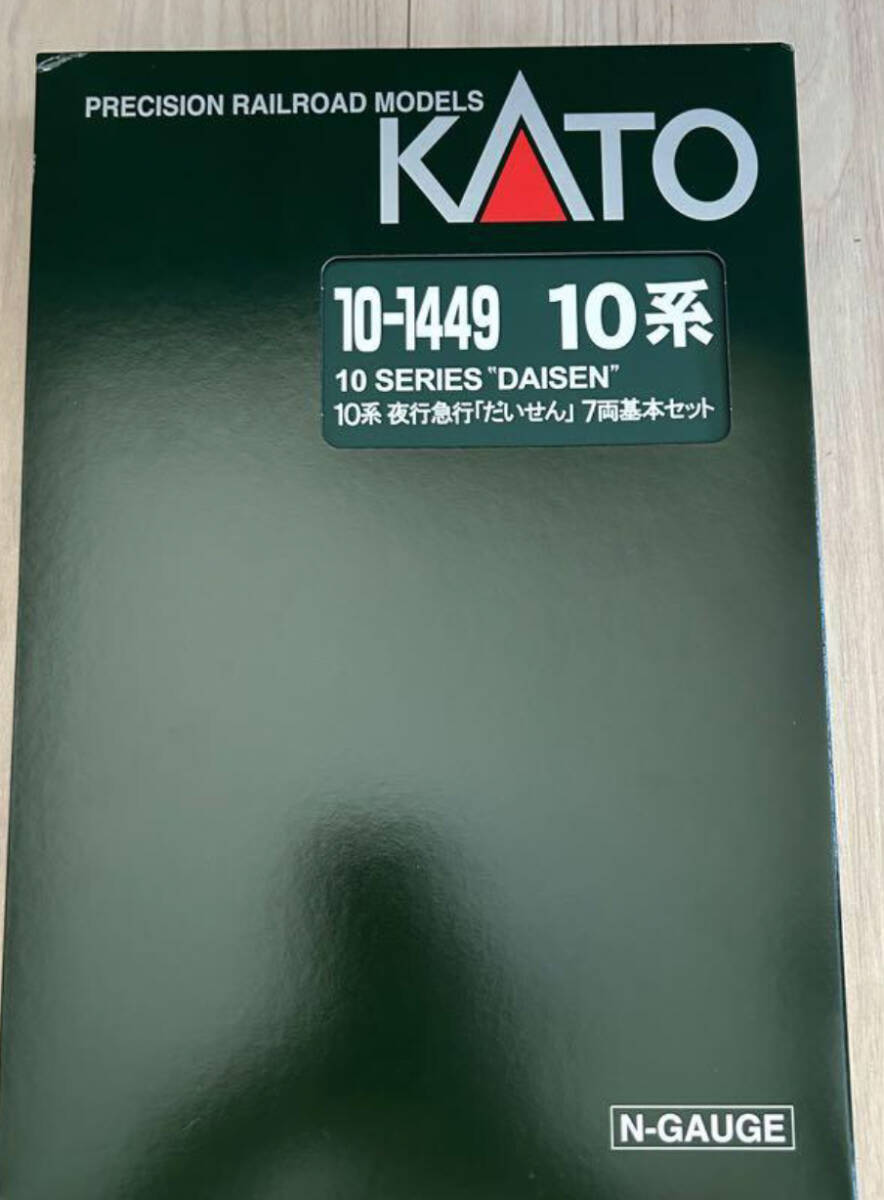 PRECISION RAILROAD MODELS
KATO
10-1449 10系
10 SERIES "DAISEN"
10系 夜行急行「だいせん」 7両基本セット
N-GAUGE